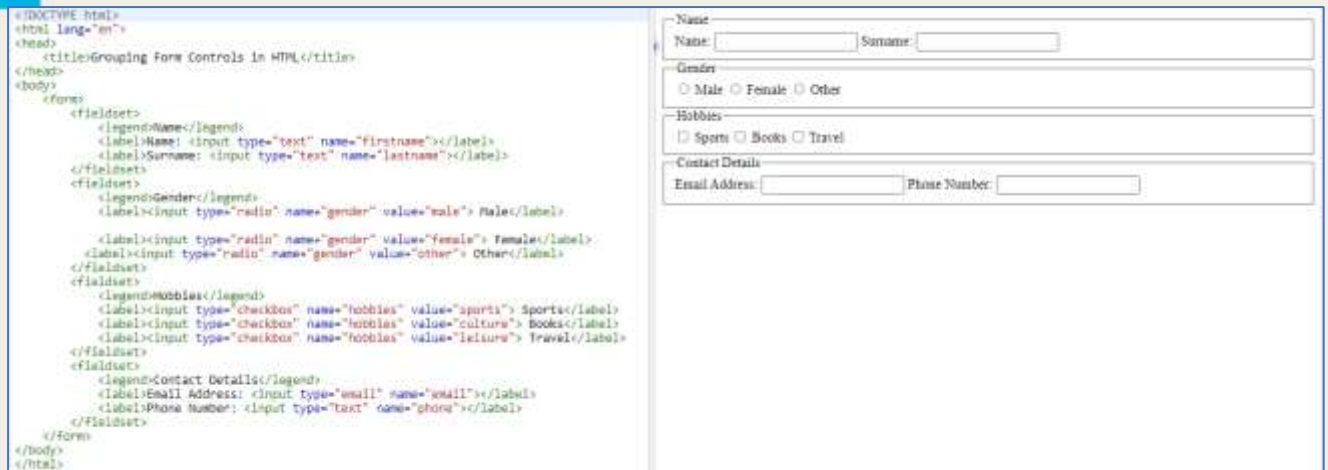 <!DOCTYPE html>
<html lang="en">
<head>
<title>Grouping Form Controls in HTML</title>
</head>
<body>
<form>
<fieldset>
<legend>Name</legend>
<label>Name: <input type="text" name="firstname"></label>
<label>Surname: <input type="text" name="lastname"></label>
</fieldset>
<fieldset>
<legend>Gender</legend>
<label><input type="radio" name="gender" value="male"> Male</label>
<label><input type="radio" name="gender" value="female"> Female</label>
<label><input type="radio" name="gender" value="other"> Other</label>
</fieldset>
<fieldset>
<legend>Hobbies</legend>
<label><input type="checkbox" name="hobbies" value="sports"> Sports</label>
<label><input type="checkbox" name="hobbies" value="culture"> Books</label>
<label><input type="checkbox" name="hobbies" value="leisure"> Travel</label>
</fieldset>
<fieldset>
<legend>Contact Details</legend>
<label>Email Address: <input type="email" name="email"></label>
<label>Phone Number: <input type="text" name="phone"></label>
</fieldset>
</form>
</body>
</html>
Name
Name: Surname:
Gender
Male Female Other
Hobbies
Sports Books Travel
Contact Details
Email Address: Phone Number: